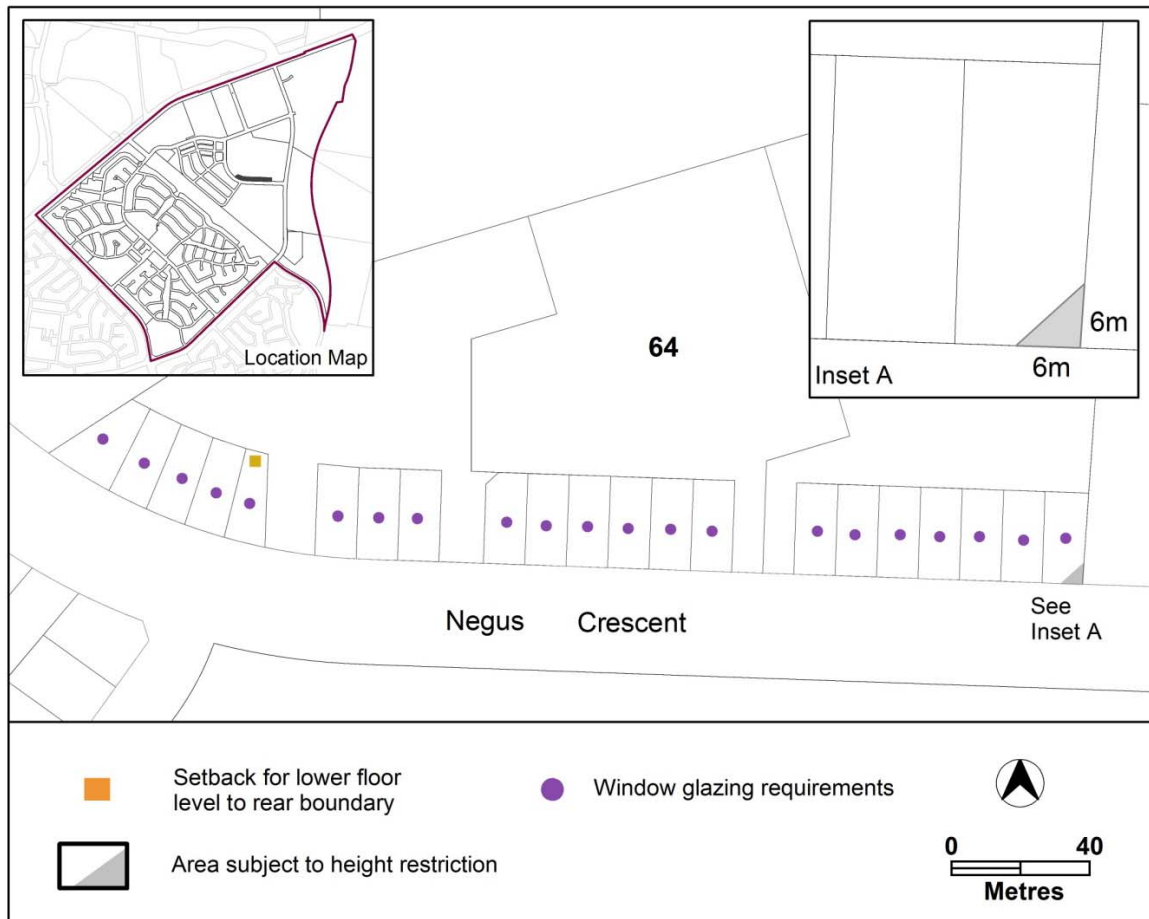 Location Map
Inset A
6m
6m
64
Negus Crescent
See
Inset A
Setback for lower floor
level to rear boundary
Window glazing requirements
Area subject to height restriction
0 40
Metres